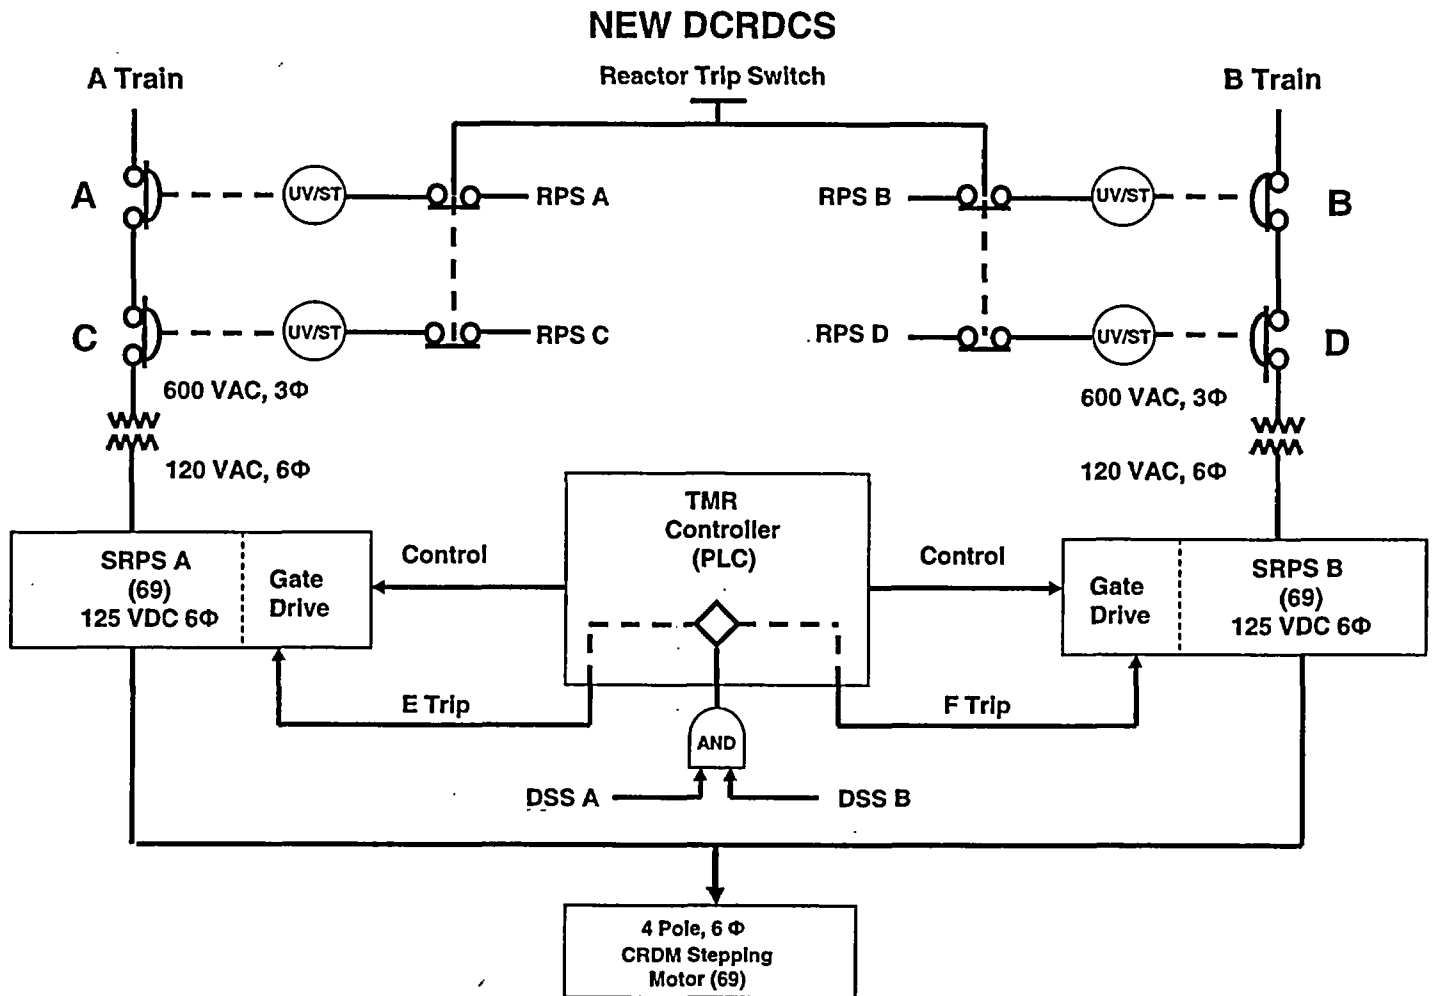 NEW DCRDCS
Reactor Trip Switch
A Train
B Train
A
UV/ST
RPS A
RPS B
UV/ST
B
C
UV/ST
RPS C
RPS D
UV/ST
D
600 VAC, 3Φ
600 VAC, 3Φ
120 VAC, 6Φ
120 VAC, 6Φ
SRPS A
(69)
125 VDC 6Φ
Gate
Drive
Control
TMR
Controller
(PLC)
Control
Gate
Drive
SRPS B
(69)
125 VDC 6Φ
E Trip
F Trip
AND
DSS A
DSS B
4 Pole, 6 Φ
CRDM Stepping
Motor (69)